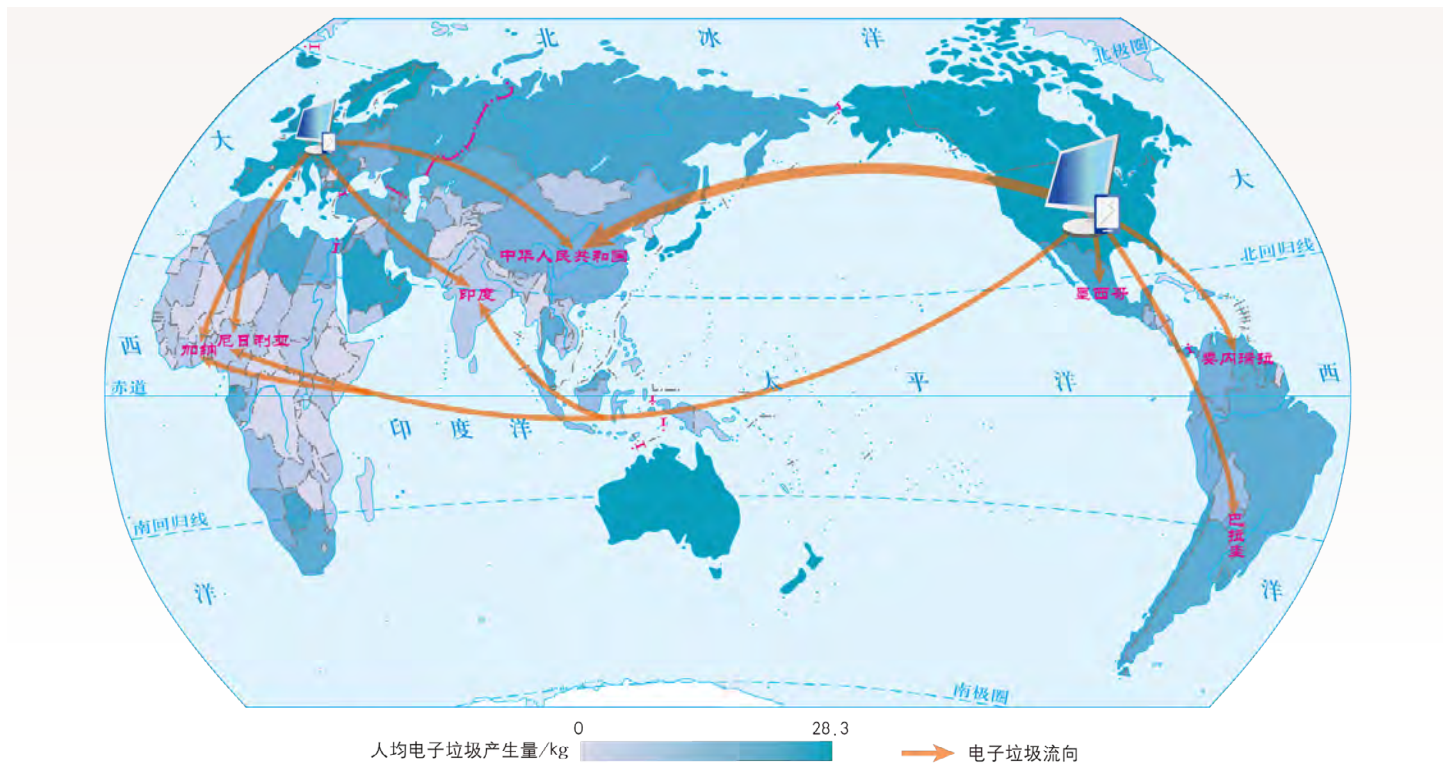 北 冰 洋
北极圈
大
大
中华人民共和国
北回归线
印度
墨西哥
西
加纳
尼日利亚
委内瑞拉
西
赤道
太 平 洋
印 度 洋
南回归线
巴拉圭
洋
洋
南极圈
0 28.3
人均电子垃圾产生量/kg
电子垃圾流向